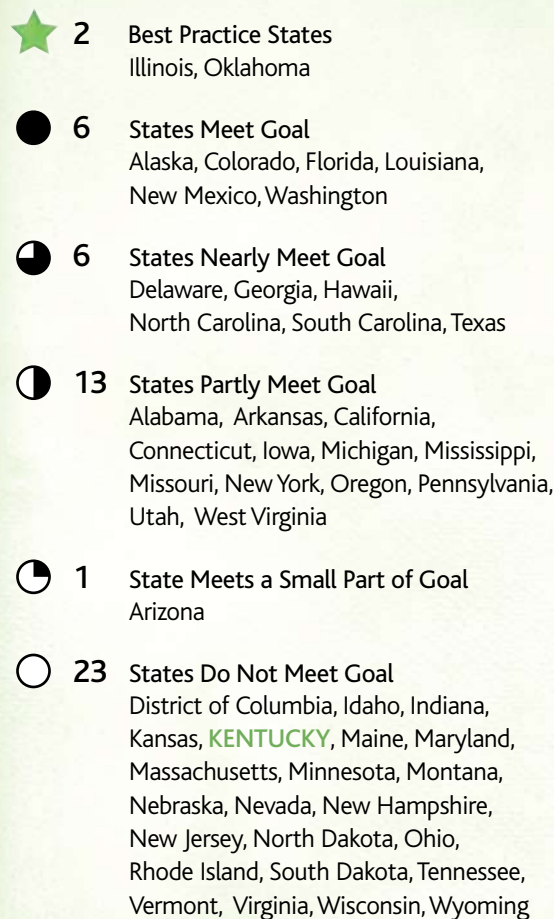 2 Best Practice States
Illinois, Oklahoma
6 States Meet Goal
Alaska, Colorado, Florida, Louisiana,
New Mexico, Washington
6 States Nearly Meet Goal
Delaware, Georgia, Hawaii,
North Carolina, South Carolina, Texas
13 States Partly Meet Goal
Alabama, Arkansas, California,
Connecticut, Iowa, Michigan, Mississippi,
Missouri, New York, Oregon, Pennsylvania,
Utah, West Virginia
1 State Meets a Small Part of Goal
Arizona
23 States Do Not Meet Goal
District of Columbia, Idaho, Indiana,
Kansas, KENTUCKY, Maine, Maryland,
Massachusetts, Minnesota, Montana,
Nebraska, Nevada, New Hampshire,
New Jersey, North Dakota, Ohio,
Rhode Island, South Dakota, Tennessee,
Vermont, Virginia, Wisconsin, Wyoming